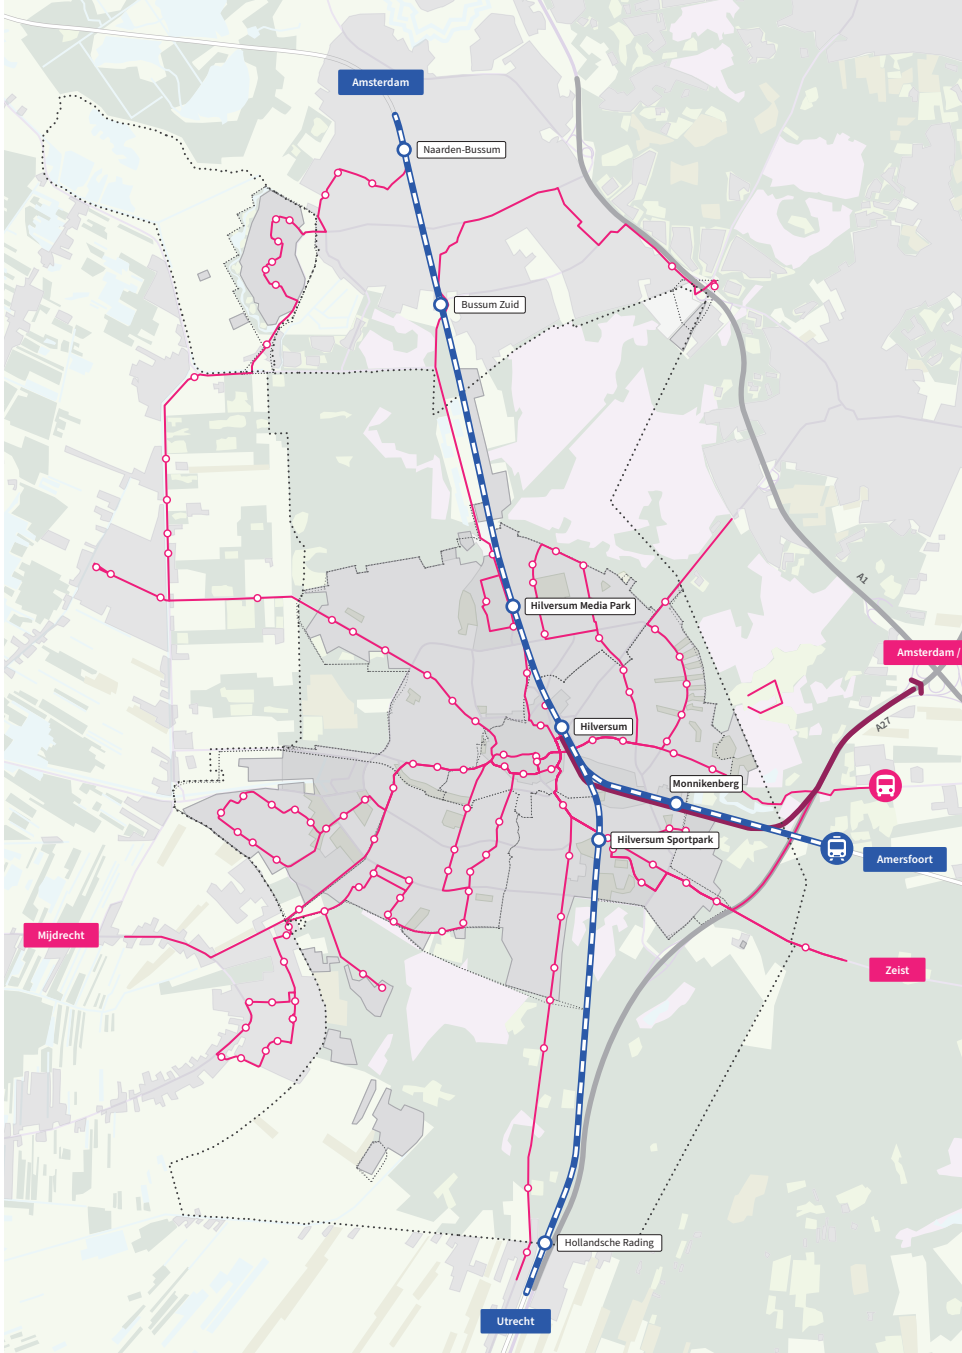 Amsterdam
Naarden-Bussum
Bussum Zuid
A1
Hilversum Media Park
Amsterdam /
Hilversum
A27
Monnikenberg
Hilversum Sportpark
Amersfoort
Mijdrecht
Zeist
Hollandsche Rading
Utrecht